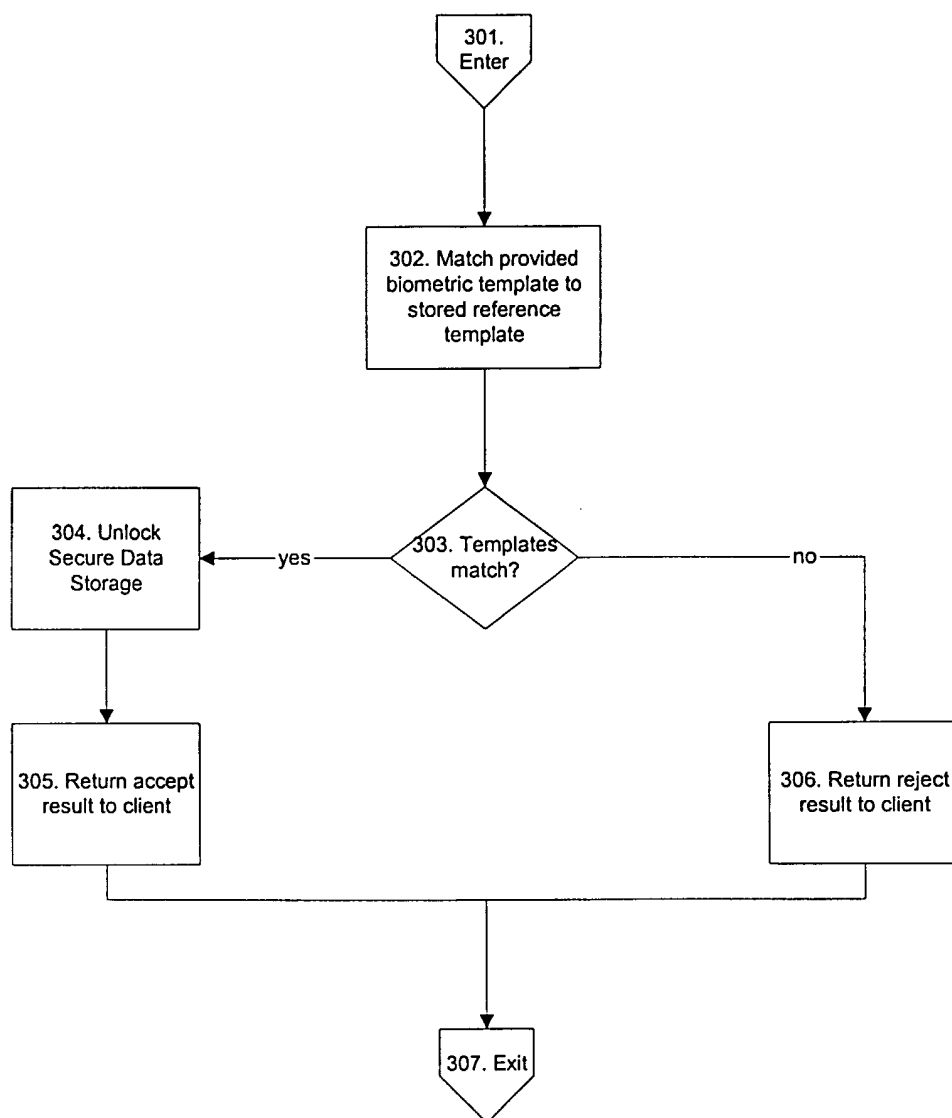 301.
Enter
302. Match provided
biometric template to
stored reference
template
303. Templates
match?
yes
no
304. Unlock
Secure Data
Storage
305. Return accept
result to client
306. Return reject
result to client
307. Exit